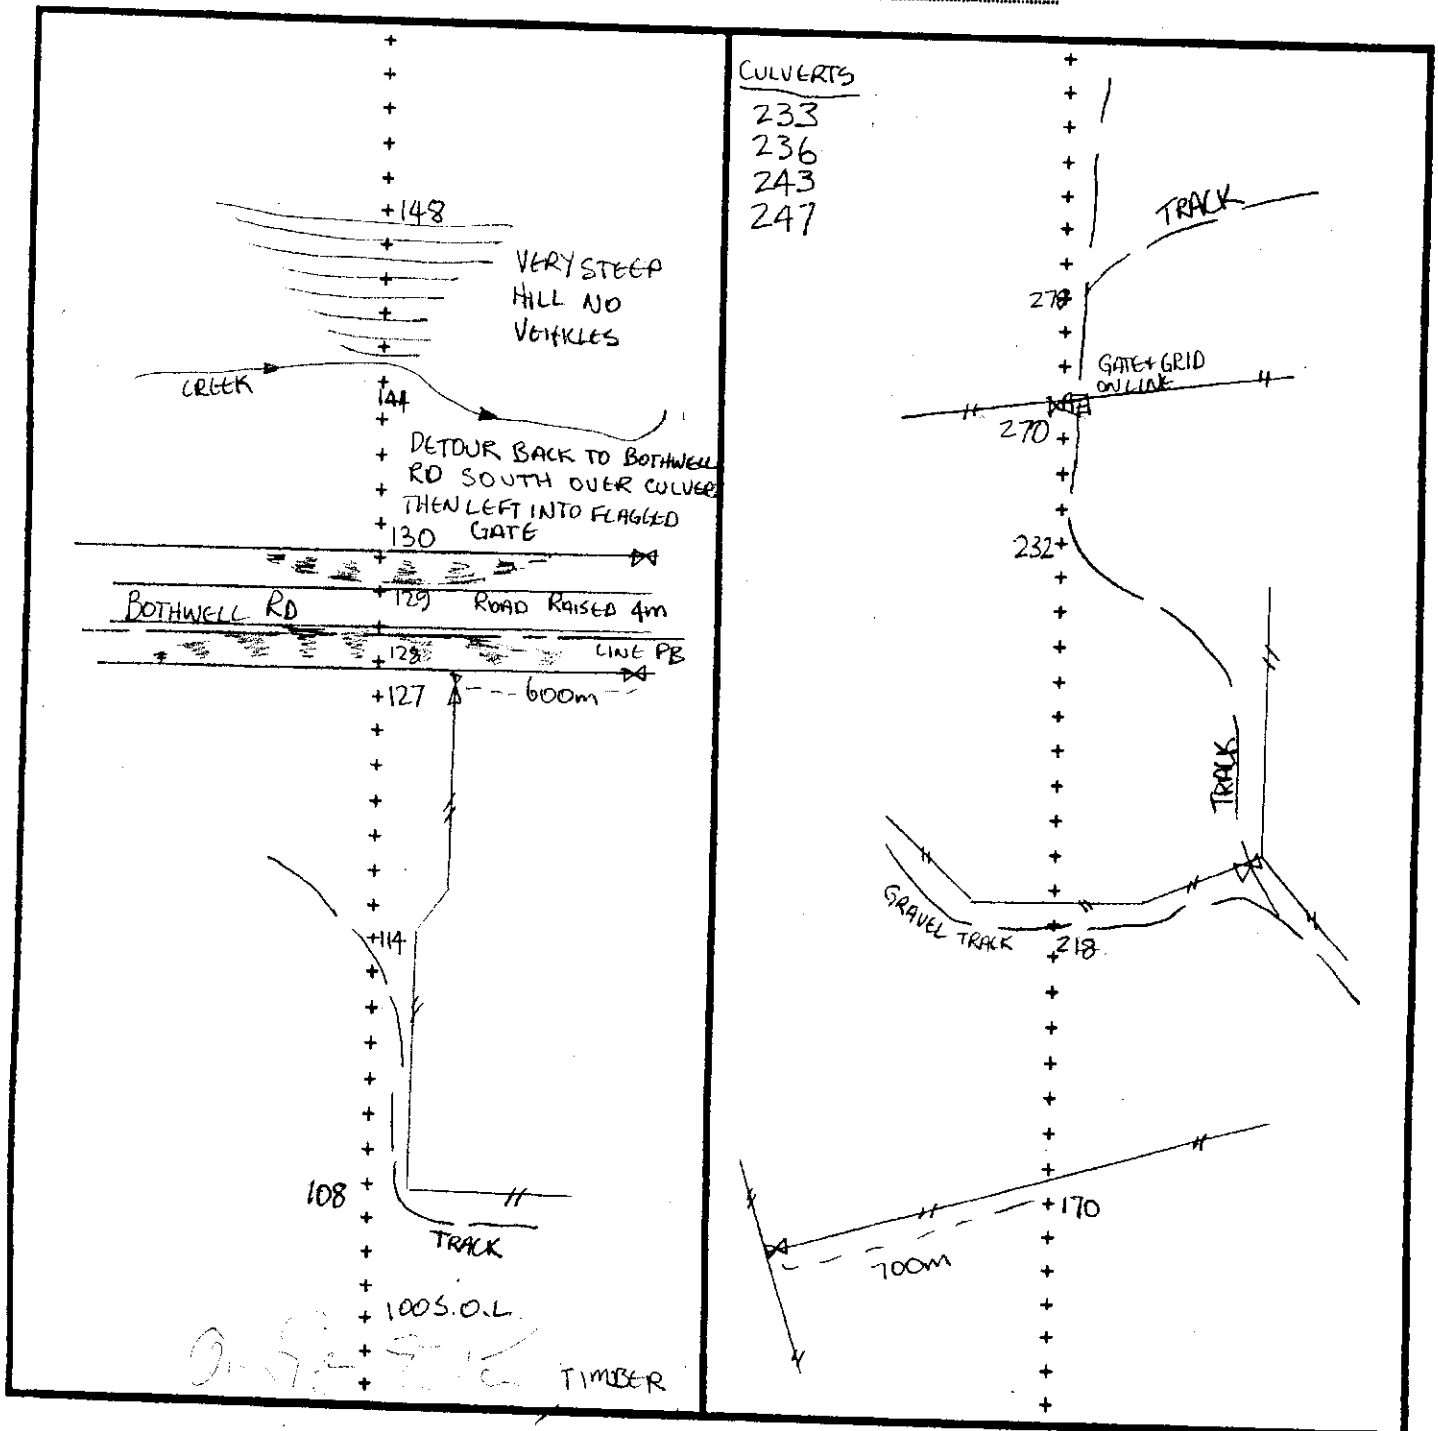 148
VERY STEEP
HILL NO
VEHICLES
CREEK
144
DETOUR BACK TO BOTHWELL
RD SOUTH OVER CULVERT
THEN LEFT INTO FLAGGED
GATE
130
129 ROAD RAISED 4m
BOTHWELL RD
128 LINE PB
127 600m
114
108
TRACK
100 S.O.L
TIMBER
CULVERTS
233
236
243
247
TRACK
278
GATE + GRID
ON LINE
270
232
TRACK
GRAVEL TRACK
218
170
700m